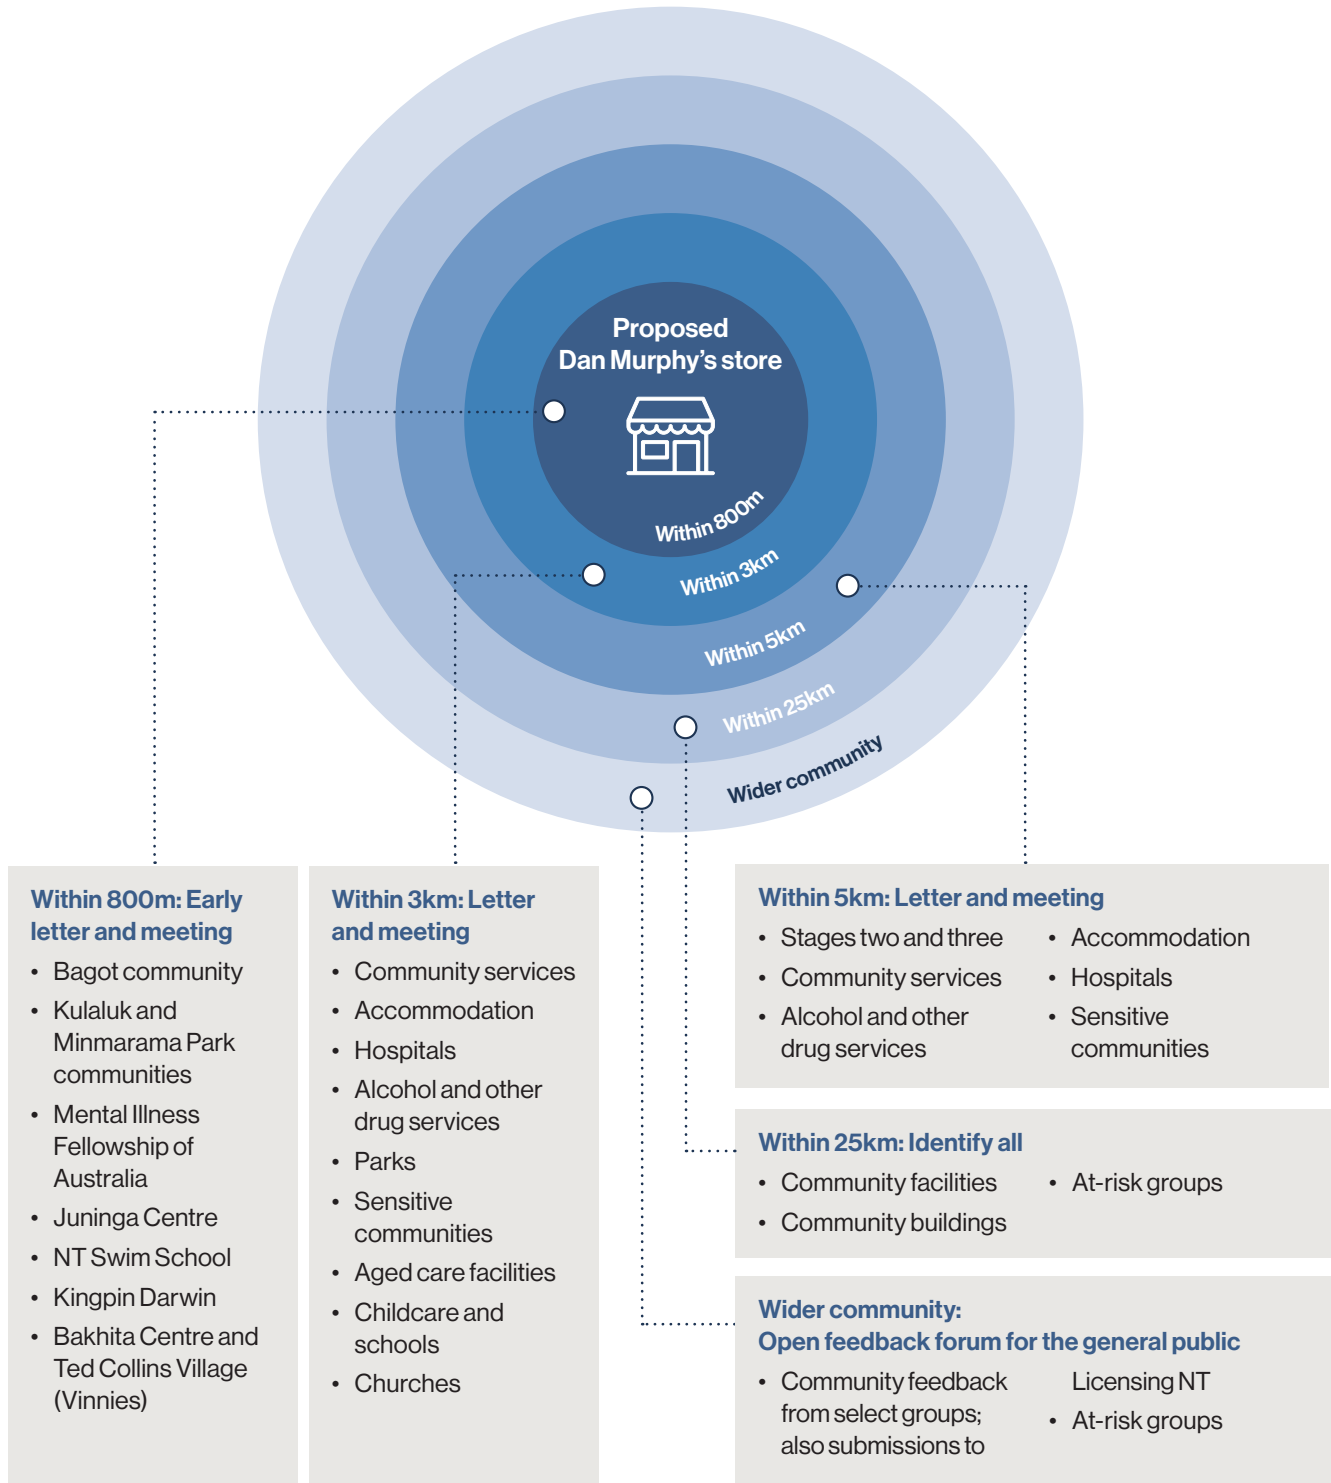 Proposed
Dan Murphy's store
Within 800m
Within 3km
Within 5km
Within 25km
Wider community
Within 800m: Early
letter and meeting
• Bagot community
• Kulaluk and
Minmarama Park
communities
• Mental Illness
Fellowship of
Australia
• Juninga Centre
• NT Swim School
• Kingpin Darwin
• Bakhita Centre and
Ted Collins Village
(Vinnies)
Within 3km: Letter
and meeting
• Community services
• Accommodation
• Hospitals
• Alcohol and other
drug services
• Parks
• Sensitive
communities
• Aged care facilities
• Childcare and
schools
• Churches
Within 5km: Letter and meeting
• Stages two and three
• Community services
• Alcohol and other
drug services
• Accommodation
• Hospitals
• Sensitive
communities
Within 25km: Identify all
• Community facilities
• Community buildings
• At-risk groups
Wider community:
Open feedback forum for the general public
• Community feedback
from select groups;
also submissions to
Licensing NT
• At-risk groups